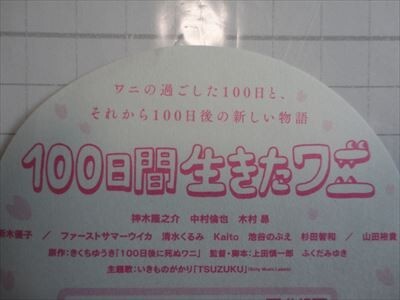 ワニの過ごした100日と、
それから100日後の新しい物語
100日間生きたワニ
神木隆之介 中村倫也 木村昴
新木優子 / ファーストサマーウイカ 清水くるみ Kaito 池谷のぶえ 杉田智和 / 山田裕貴
原作:きくちゆうき「100日後に死ぬワニ」 監督・脚本:上田慎一郎 ふくだみゆき
主題歌:いきものがかり「TSUZUKU」(Sony Music Labels)